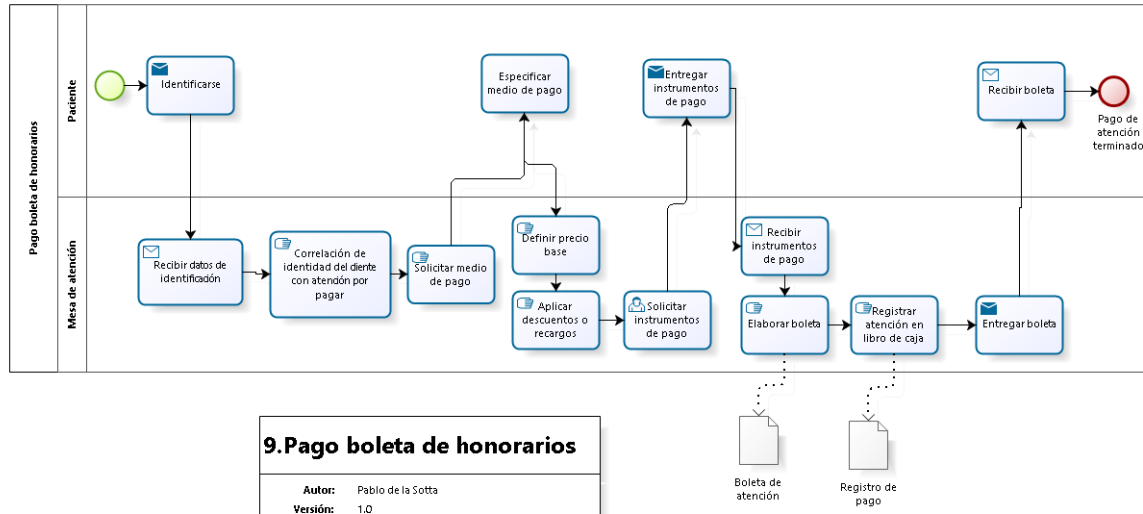 Pago boleta de honorarios
Paciente
Identificarse
Especificar
medio de pago
Entregar
instrumentos
de pago
Recibir boleta
Pago de
atención
terminado
Mesa de atención
Recibir datos de
identificación
Correlación de
identidad del cliente
con atención por
pagar
Solicitar medio
de pago
Definir precio
base
Aplicar
descuentos o
recargos
Solicitar
instrumentos
de pago
Recibir
instrumentos
de pago
Elaborar boleta
Registrar
atención en
libro de caja
Entregar boleta
Boleta de
atención
Registro de
pago
9.Pago boleta de honorarios
Autor: Pablo de la Sotta
Versión: 1.0